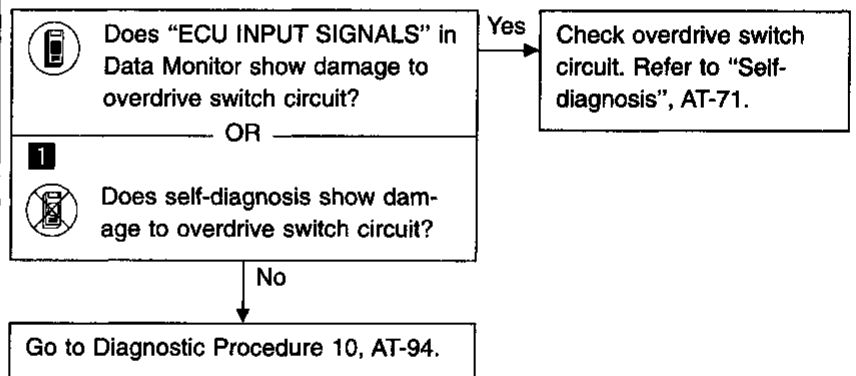 Does “ECU INPUT SIGNALS” in
Data Monitor show damage to
overdrive switch circuit?
OR
1
Does self-diagnosis show dam-
age to overdrive switch circuit?
Yes
Check overdrive switch
circuit. Refer to “Self-
diagnosis”, AT-71.
No
Go to Diagnostic Procedure 10, AT-94.